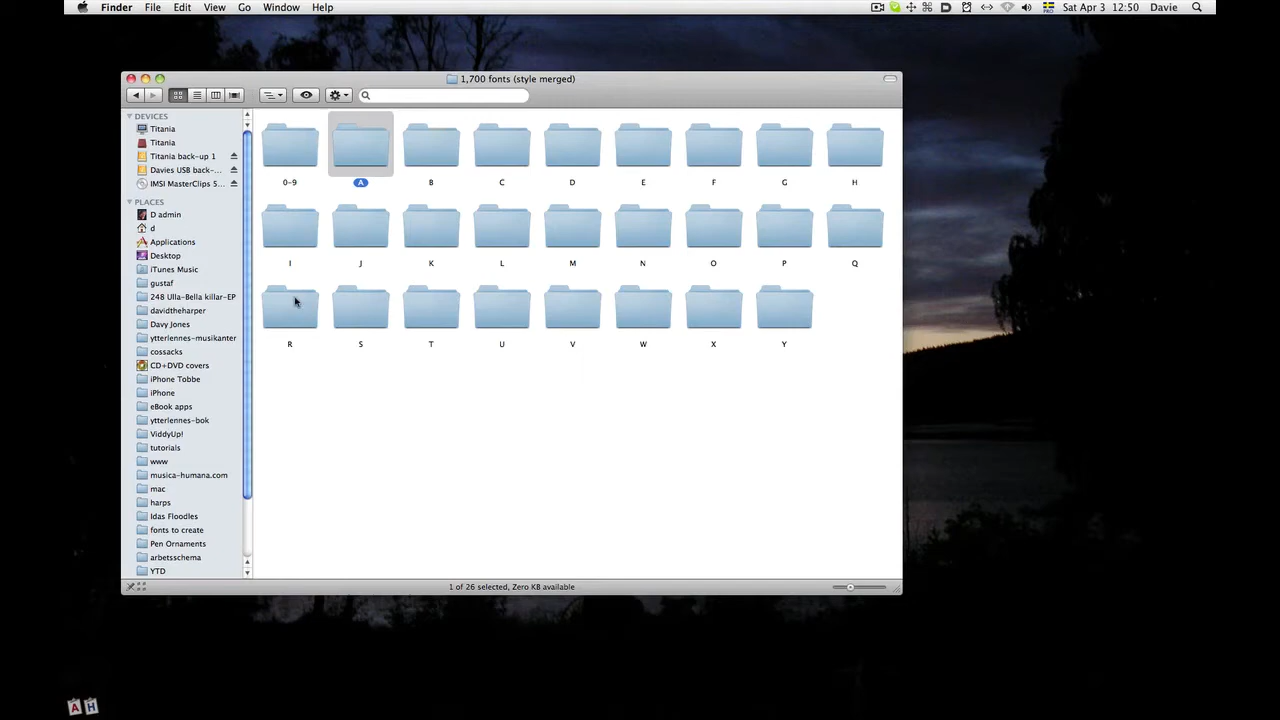 Finder File Edit View Go Window Help Sat Apr 3 12:50 Davie
1,700 fonts (style merged)
DEVICES
Titania
Titania
Titania back-up 1
Davies USB back-...
IMSI MasterClips 5...
PLACES
D admin
d
Applications
Desktop
iTunes Music
gustaf
248 Ulla-Bella killar-EP
davidtheharper
Davy Jones
ytterlennes-musikanter
cossacks
CD+DVD covers
iPhone Tobbe
iPhone
eBook apps
ytterlennes-bok
ViddyUp!
tutorials
www
musica-humana.com
mac
harps
Idas Floodles
fonts to create
Pen Ornaments
arbetsschema
YTD
0-9 A B C D E F G H
I J K L M N O P Q
R S T U V W X Y
1 of 26 selected, Zero KB available
A H